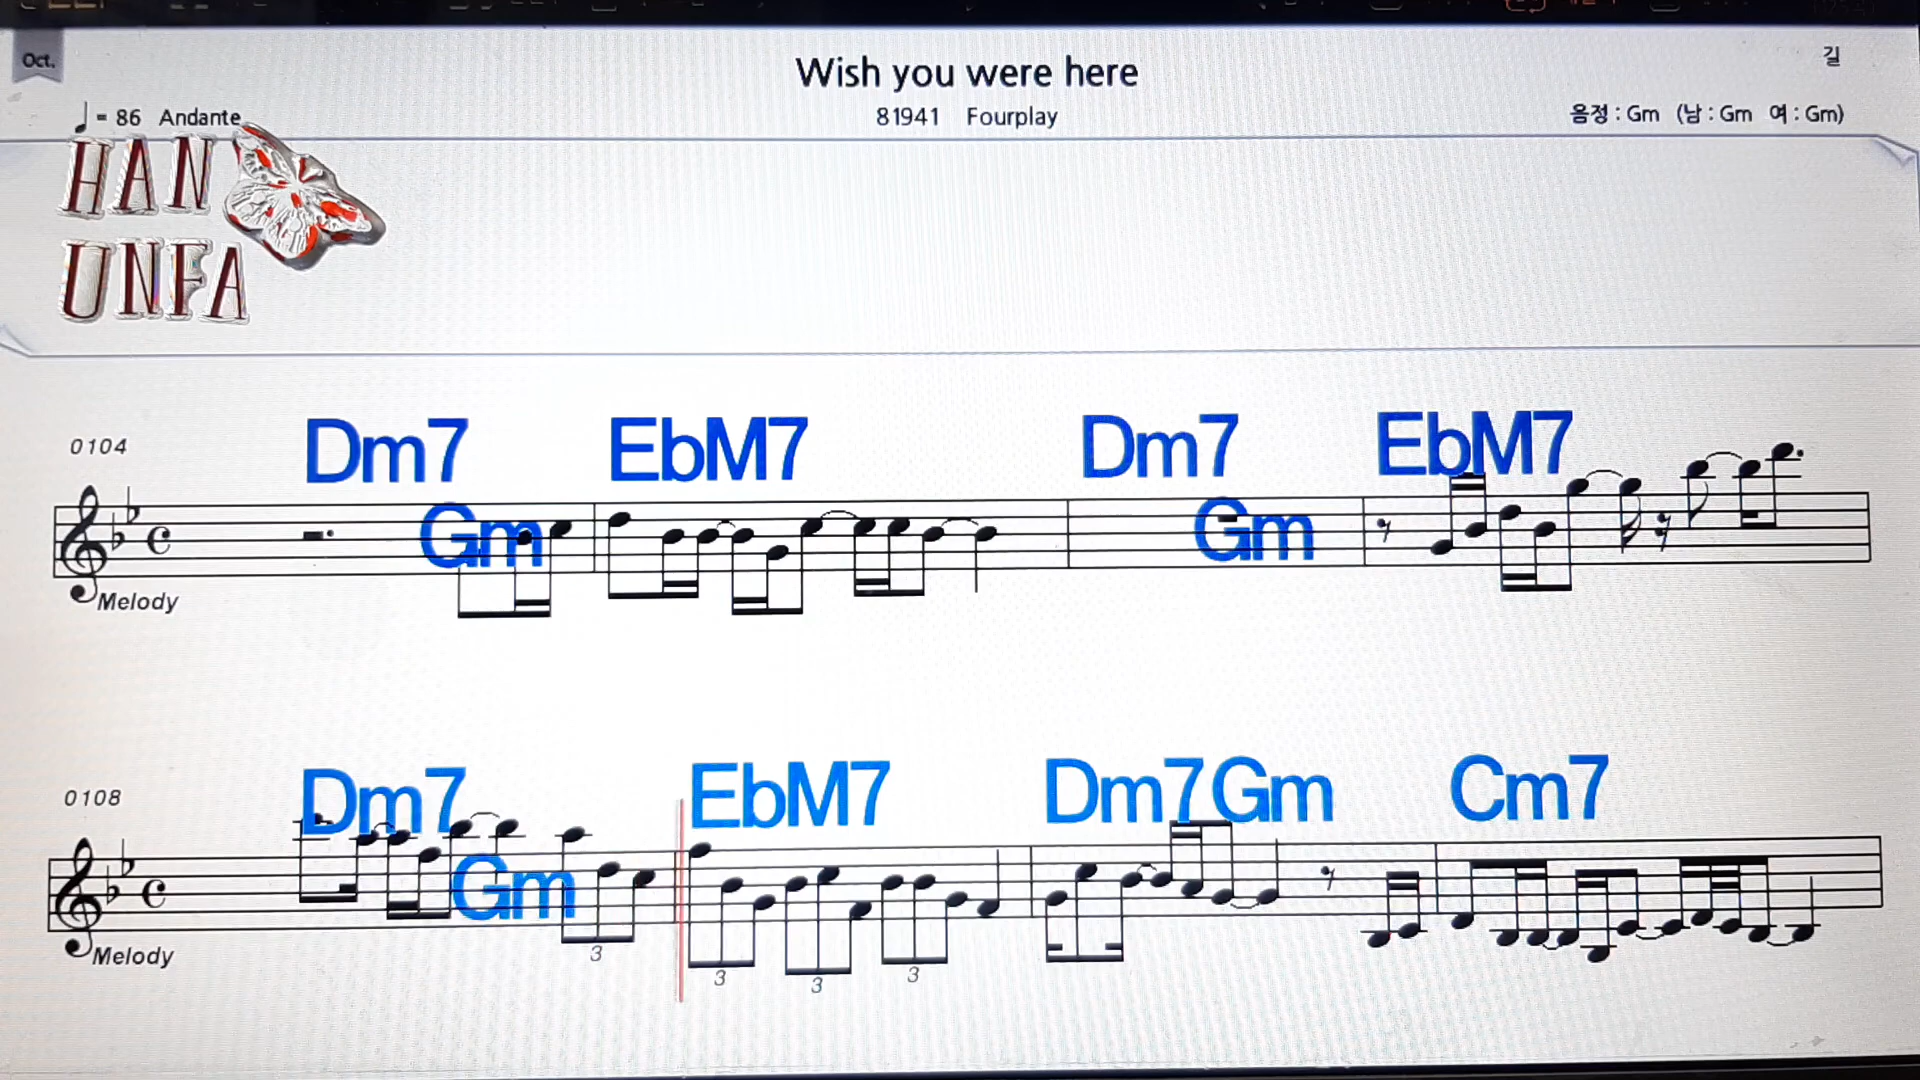 Oct.
Wish you were here
길
♩ = 86 Andante
81941 Fourplay
음정 : Gm (남 : Gm 여 : Gm)
HAN
UNFA
Dm7 EbM7 Dm7 EbM7
0104
Gm Gm
Melody
Dm7 EbM7 Dm7 Gm Cm7
0108
Gm
3
Melody
3 3 3